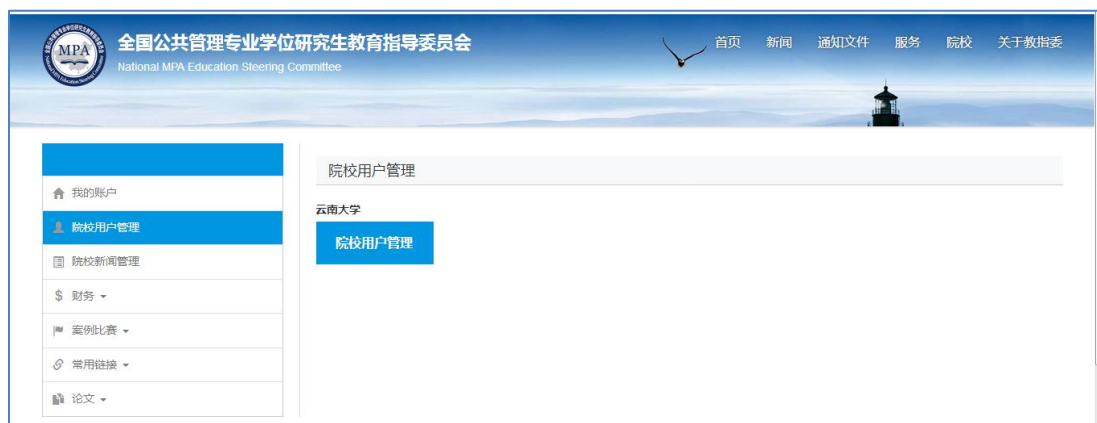 MPA
全国公共管理专业学位研究生教育指导委员会
National MPA Education Steering Committee
首页 新闻 通知文件 服务 院校 关于教指委
我的账户
院校用户管理
院校新闻管理
$ 财务
案例比赛
常用链接
论文
院校用户管理
云南大学
院校用户管理